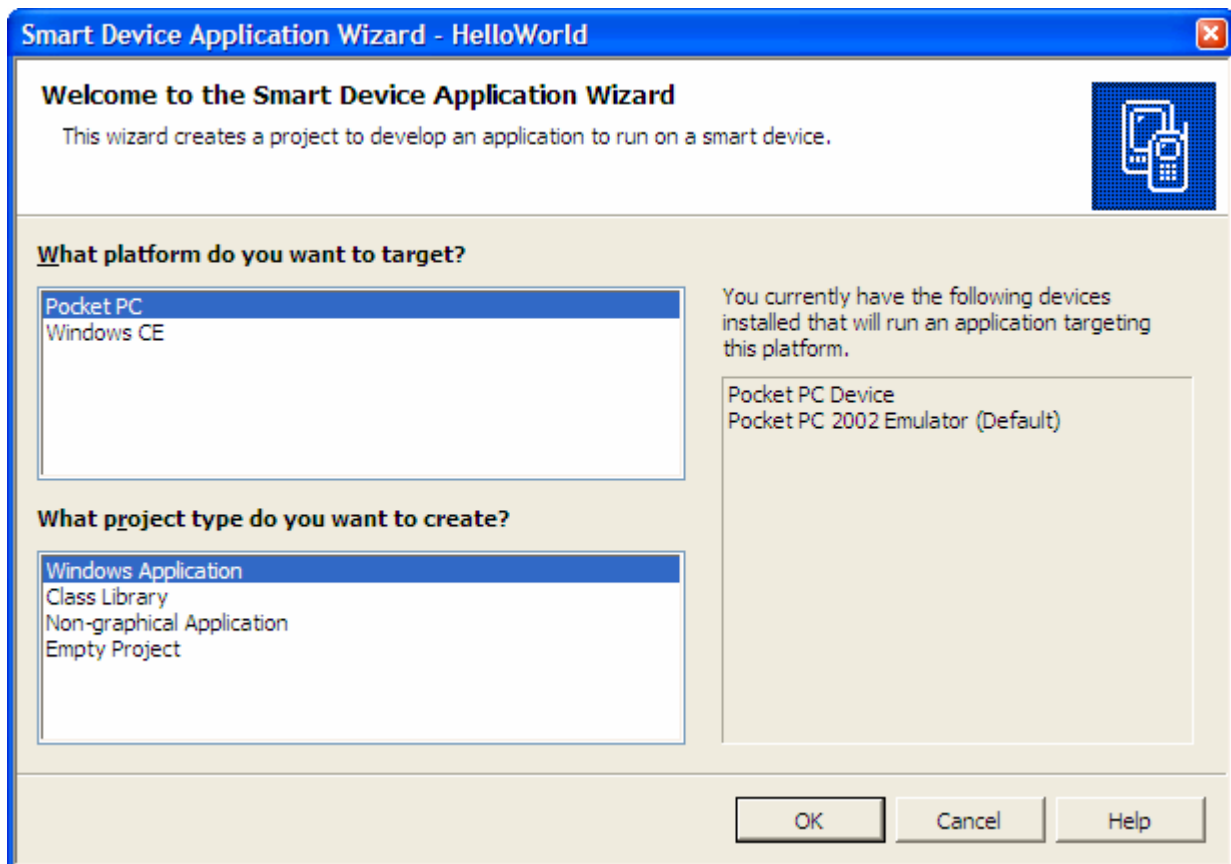 Smart Device Application Wizard - HelloWorld
Welcome to the Smart Device Application Wizard
This wizard creates a project to develop an application to run on a smart device.
What platform do you want to target?
Pocket PC
Windows CE
You currently have the following devices
installed that will run an application targeting
this platform.
Pocket PC Device
Pocket PC 2002 Emulator (Default)
What project type do you want to create?
Windows Application
Class Library
Non-graphical Application
Empty Project
OK
Cancel
Help